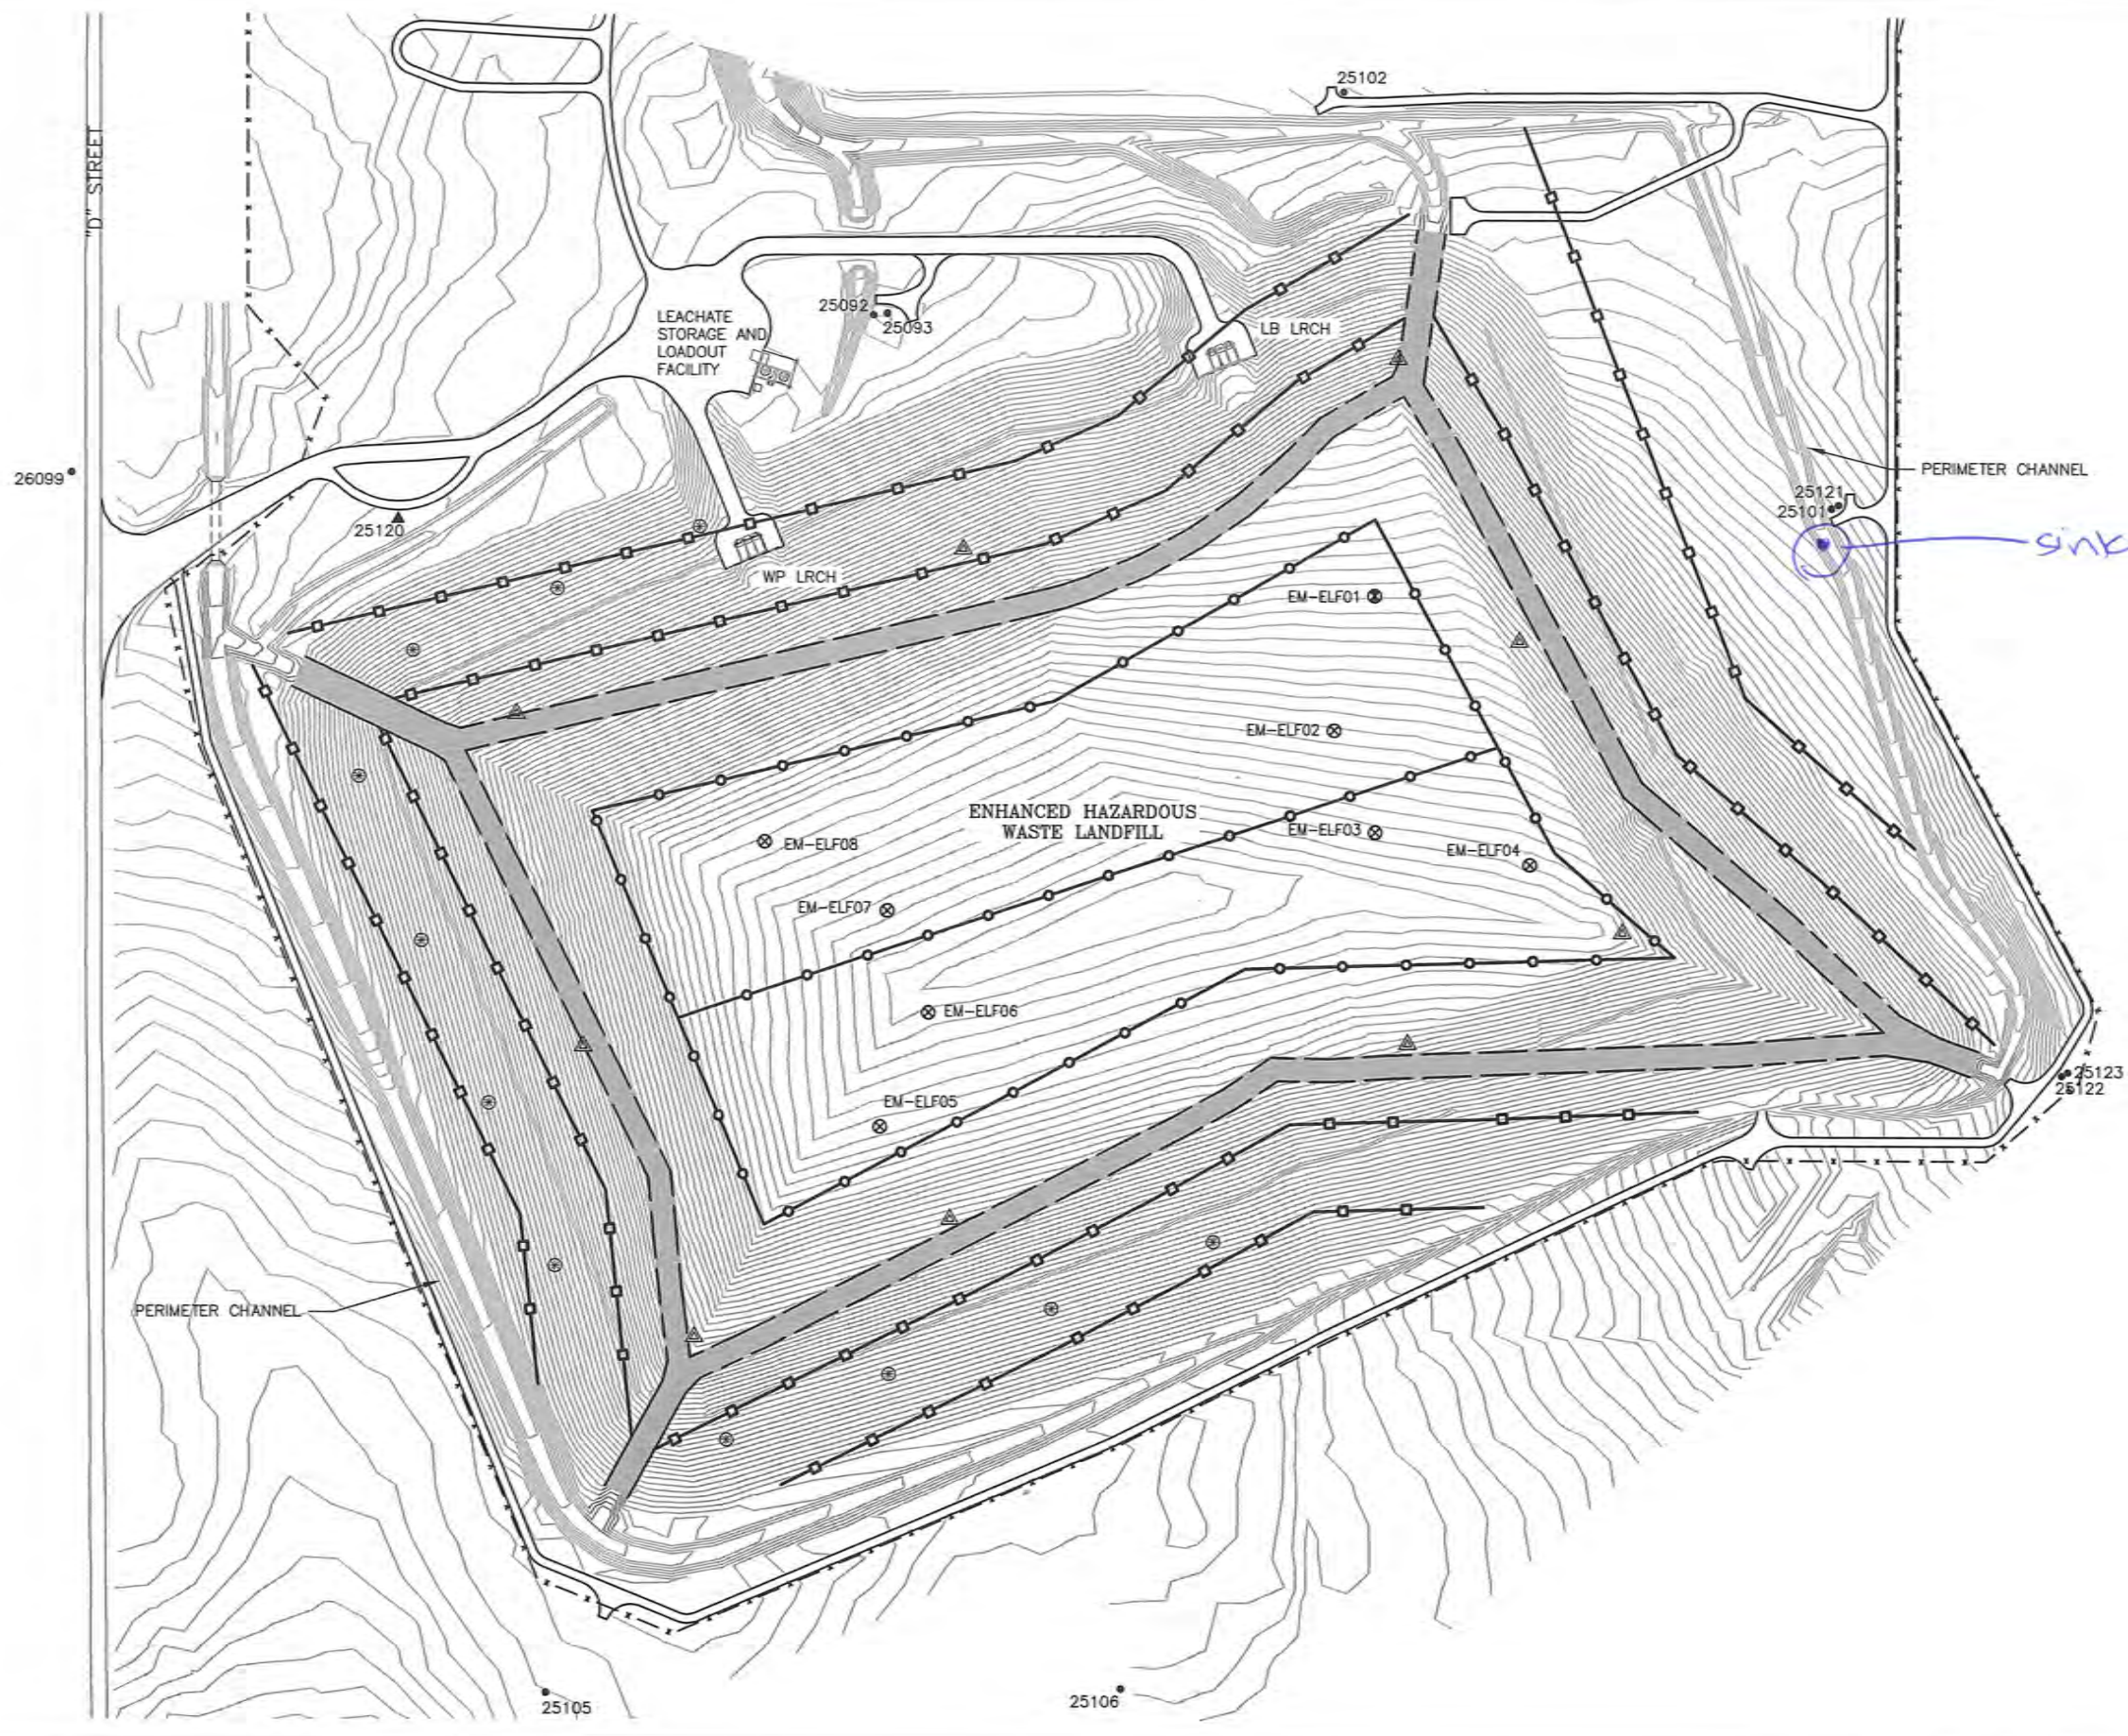 25102
"D" STREET
LEACHATE
STORAGE AND
LOADOUT
FACILITY
25092
25093
LB LRCH
26099
25120
WP LRCH
PERIMETER CHANNEL
25121
25101
sink
EM-ELF01
EM-ELF02
ENHANCED HAZARDOUS
WASTE LANDFILL
EM-ELF03
EM-ELF04
EM-ELF08
EM-ELF07
EM-ELF06
EM-ELF05
25123
25122
PERIMETER CHANNEL
25105
25106